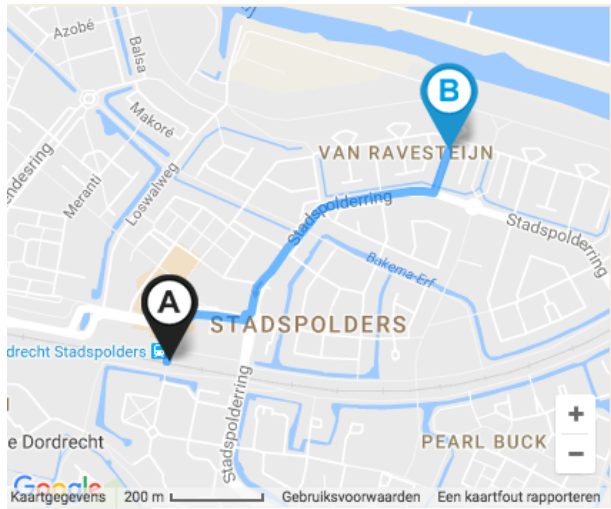 Azobé
Balsa
Makoré
ndesring
Meranti
Loswalweg
B
VAN RAVESTEIJN
Stadspolderring
Stadspolderring
Bakema-Erf
A
STADSPOLDERS
drecht Stadspolders
Stadspolderring
e Dordrecht
PEARL BUCK
+
−
Google
Kaartgegevens 200 m Gebruiksvoorwaarden Een kaartfout rapporteren